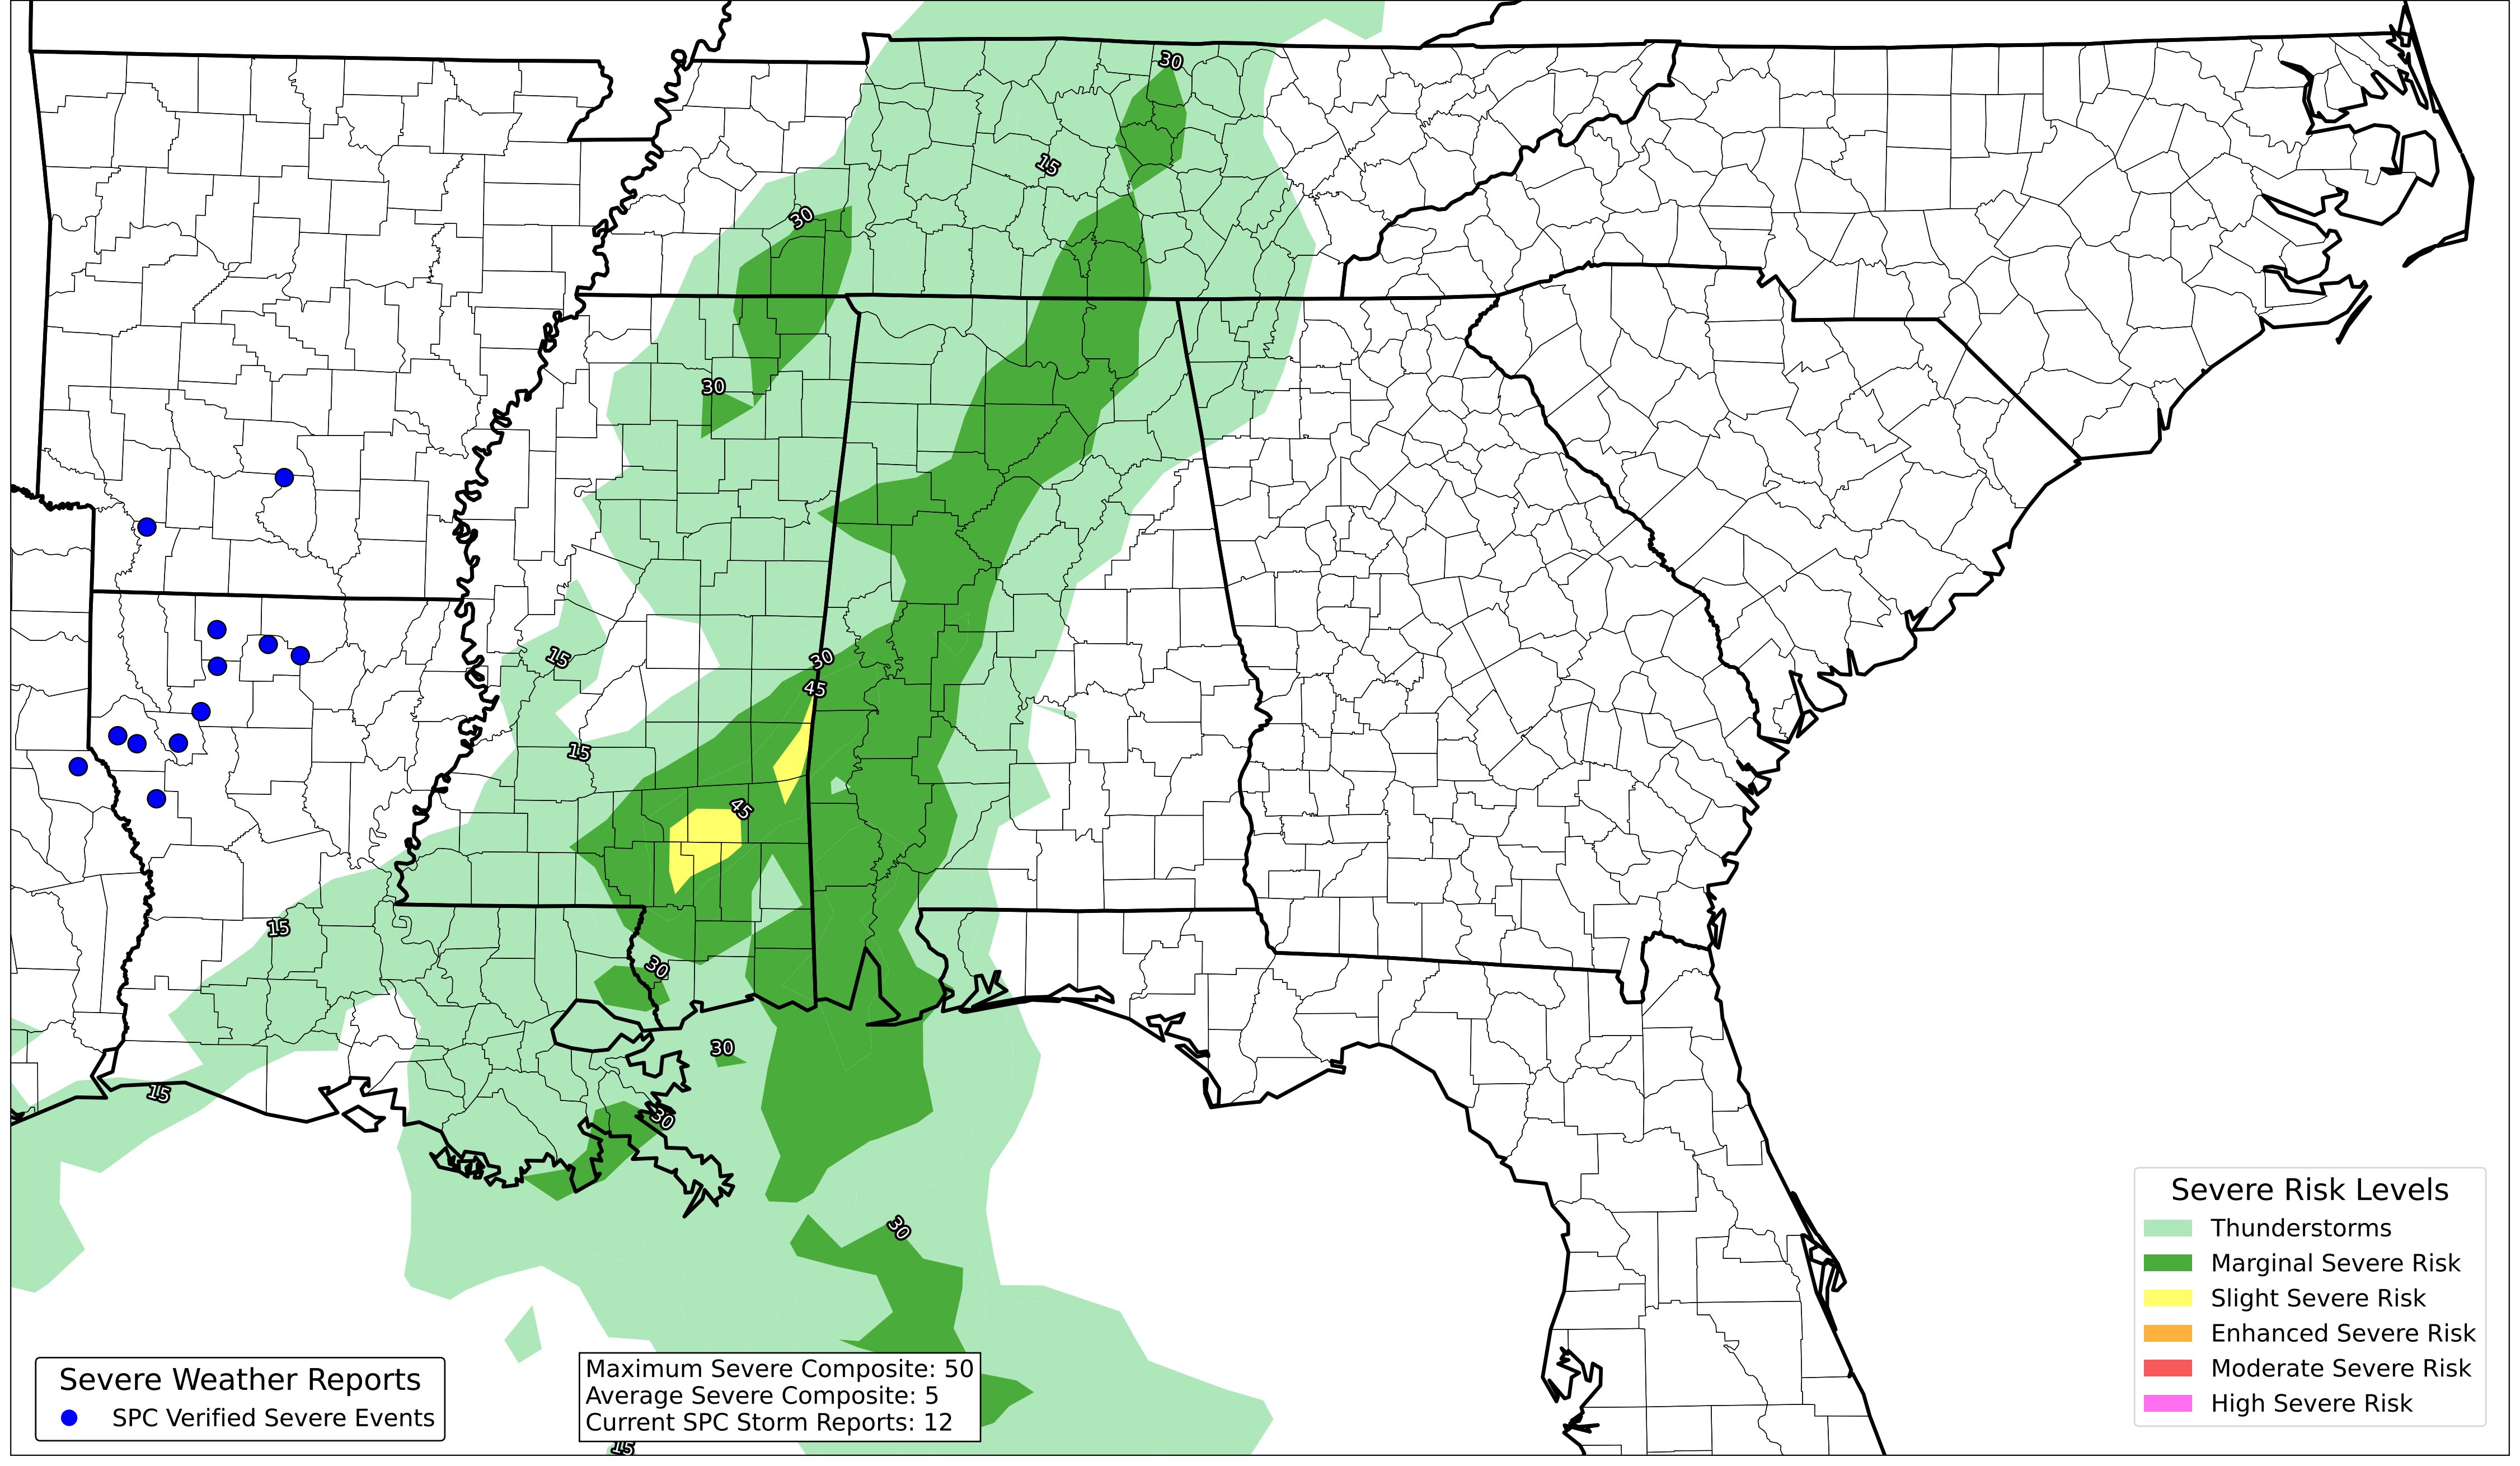 30
15
30
30
30
45
15
15
45
15
30
30
15
30
30
15
Severe Risk Levels
Thunderstorms
Marginal Severe Risk
Slight Severe Risk
Enhanced Severe Risk
Moderate Severe Risk
High Severe Risk
Severe Weather Reports
SPC Verified Severe Events
Maximum Severe Composite: 50
Average Severe Composite: 5
Current SPC Storm Reports: 12